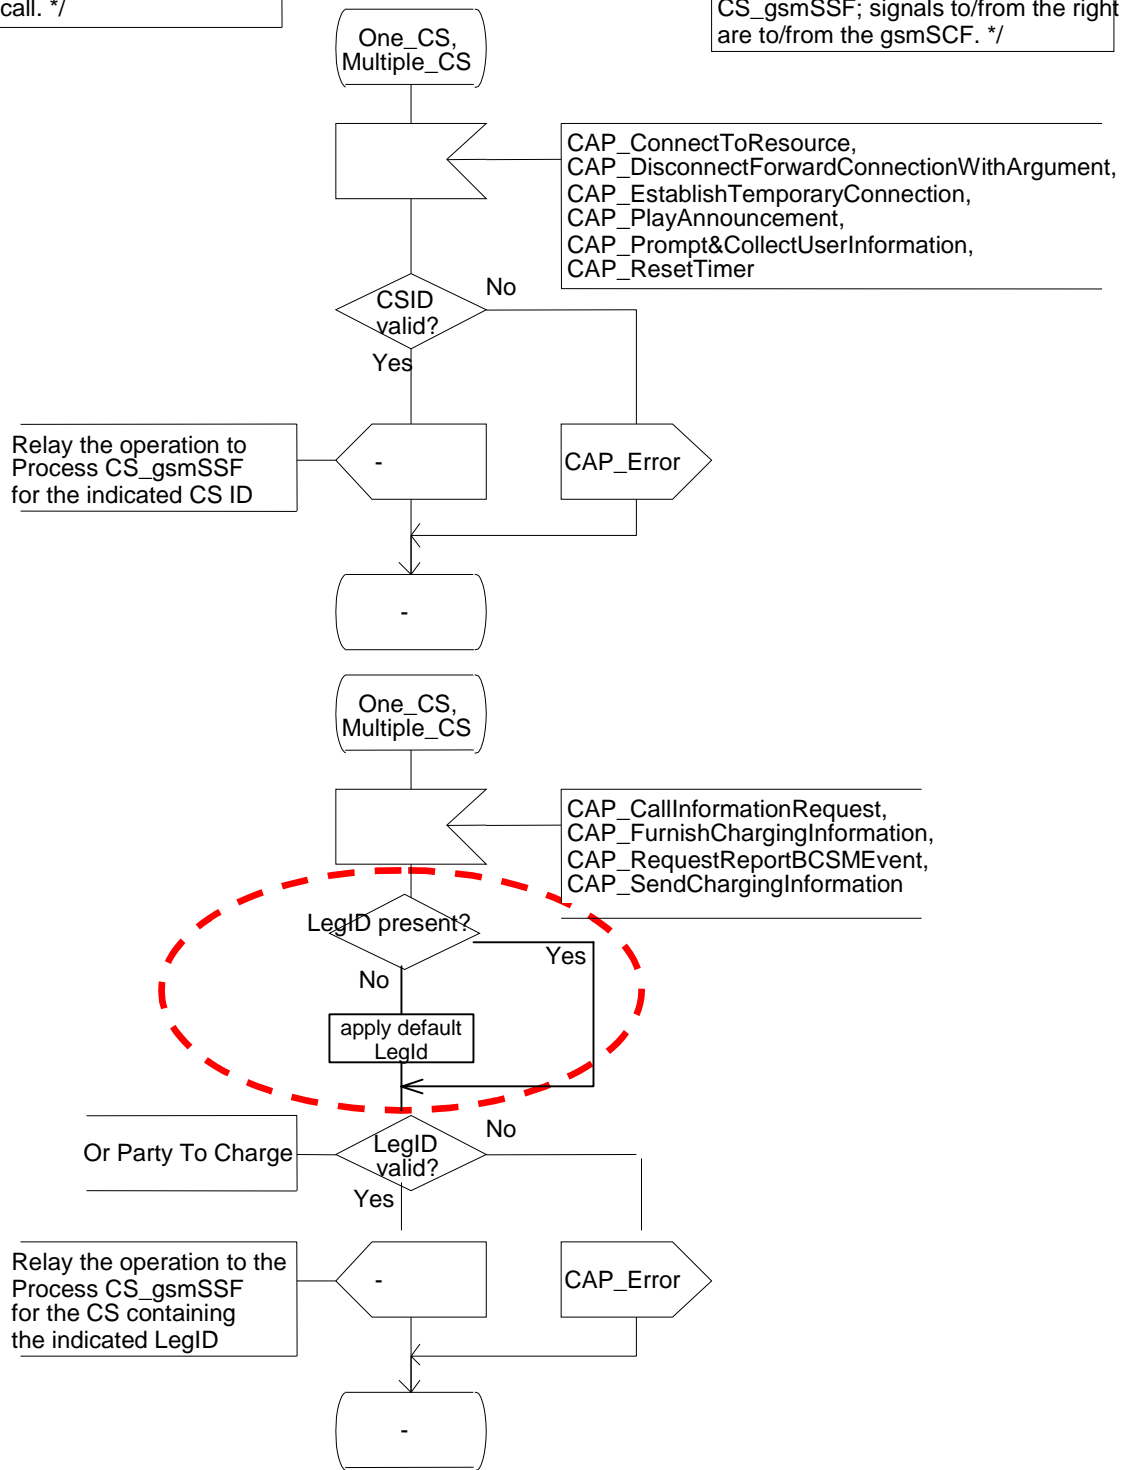 call. */
CS_gsmSSF; signals to/from the right
are to/from the gsmSCF. */
One_CS,
Multiple_CS
CAP_ConnectToResource,
CAP_DisconnectForwardConnectionWithArgument,
CAP_EstablishTemporaryConnection,
CAP_PlayAnnouncement,
CAP_Prompt&CollectUserInformation,
CAP_ResetTimer
CSID
valid?
No
Yes
Relay the operation to
Process CS_gsmSSF
for the indicated CS ID
-
CAP_Error
-
One_CS,
Multiple_CS
CAP_CallInformationRequest,
CAP_FurnishChargingInformation,
CAP_RequestReportBCSMEvent,
CAP_SendChargingInformation
LegID present?
Yes
No
apply default
LegId
Or Party To Charge
LegID
valid?
No
Yes
Relay the operation to the
Process CS_gsmSSF
for the CS containing
the indicated LegID
-
CAP_Error
-